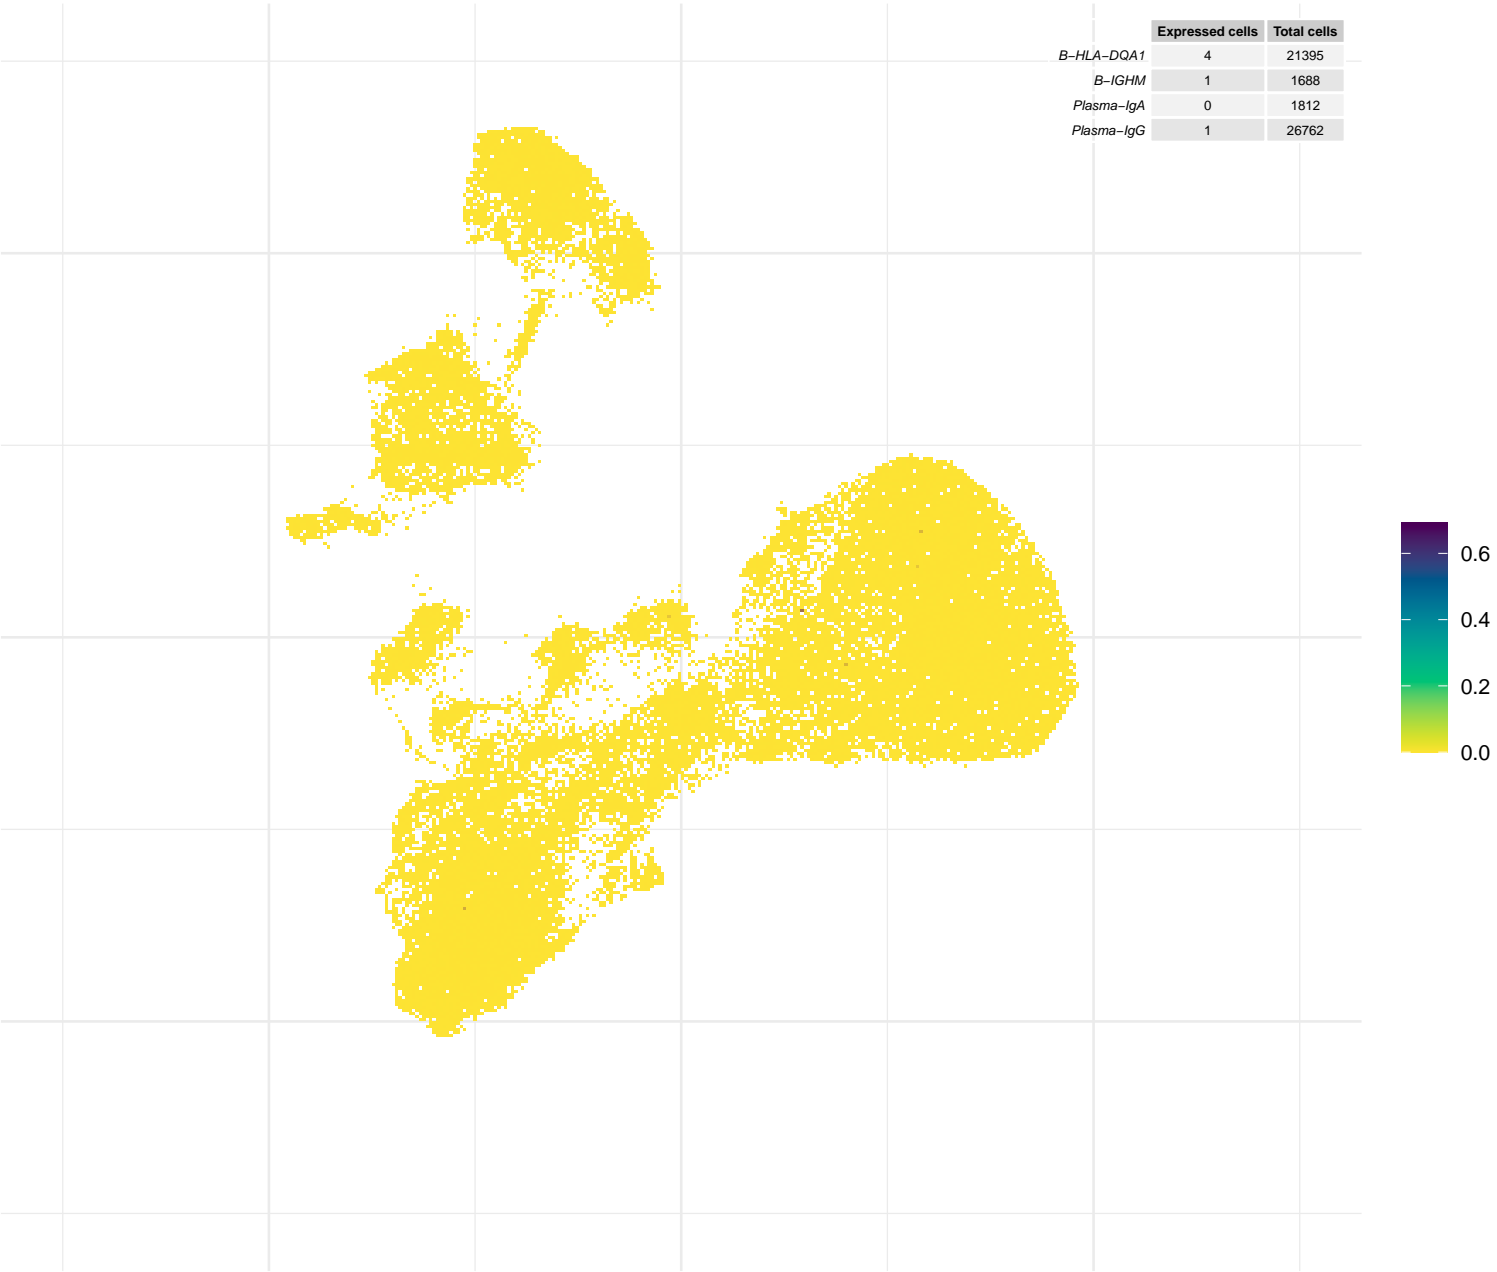 Expressed cells Total cells
B−HLA−DQA1 4 21395
B−IGHM 1 1688
Plasma−IgA 0 1812
Plasma−IgG 1 26762
0.6
0.4
0.2
0.0